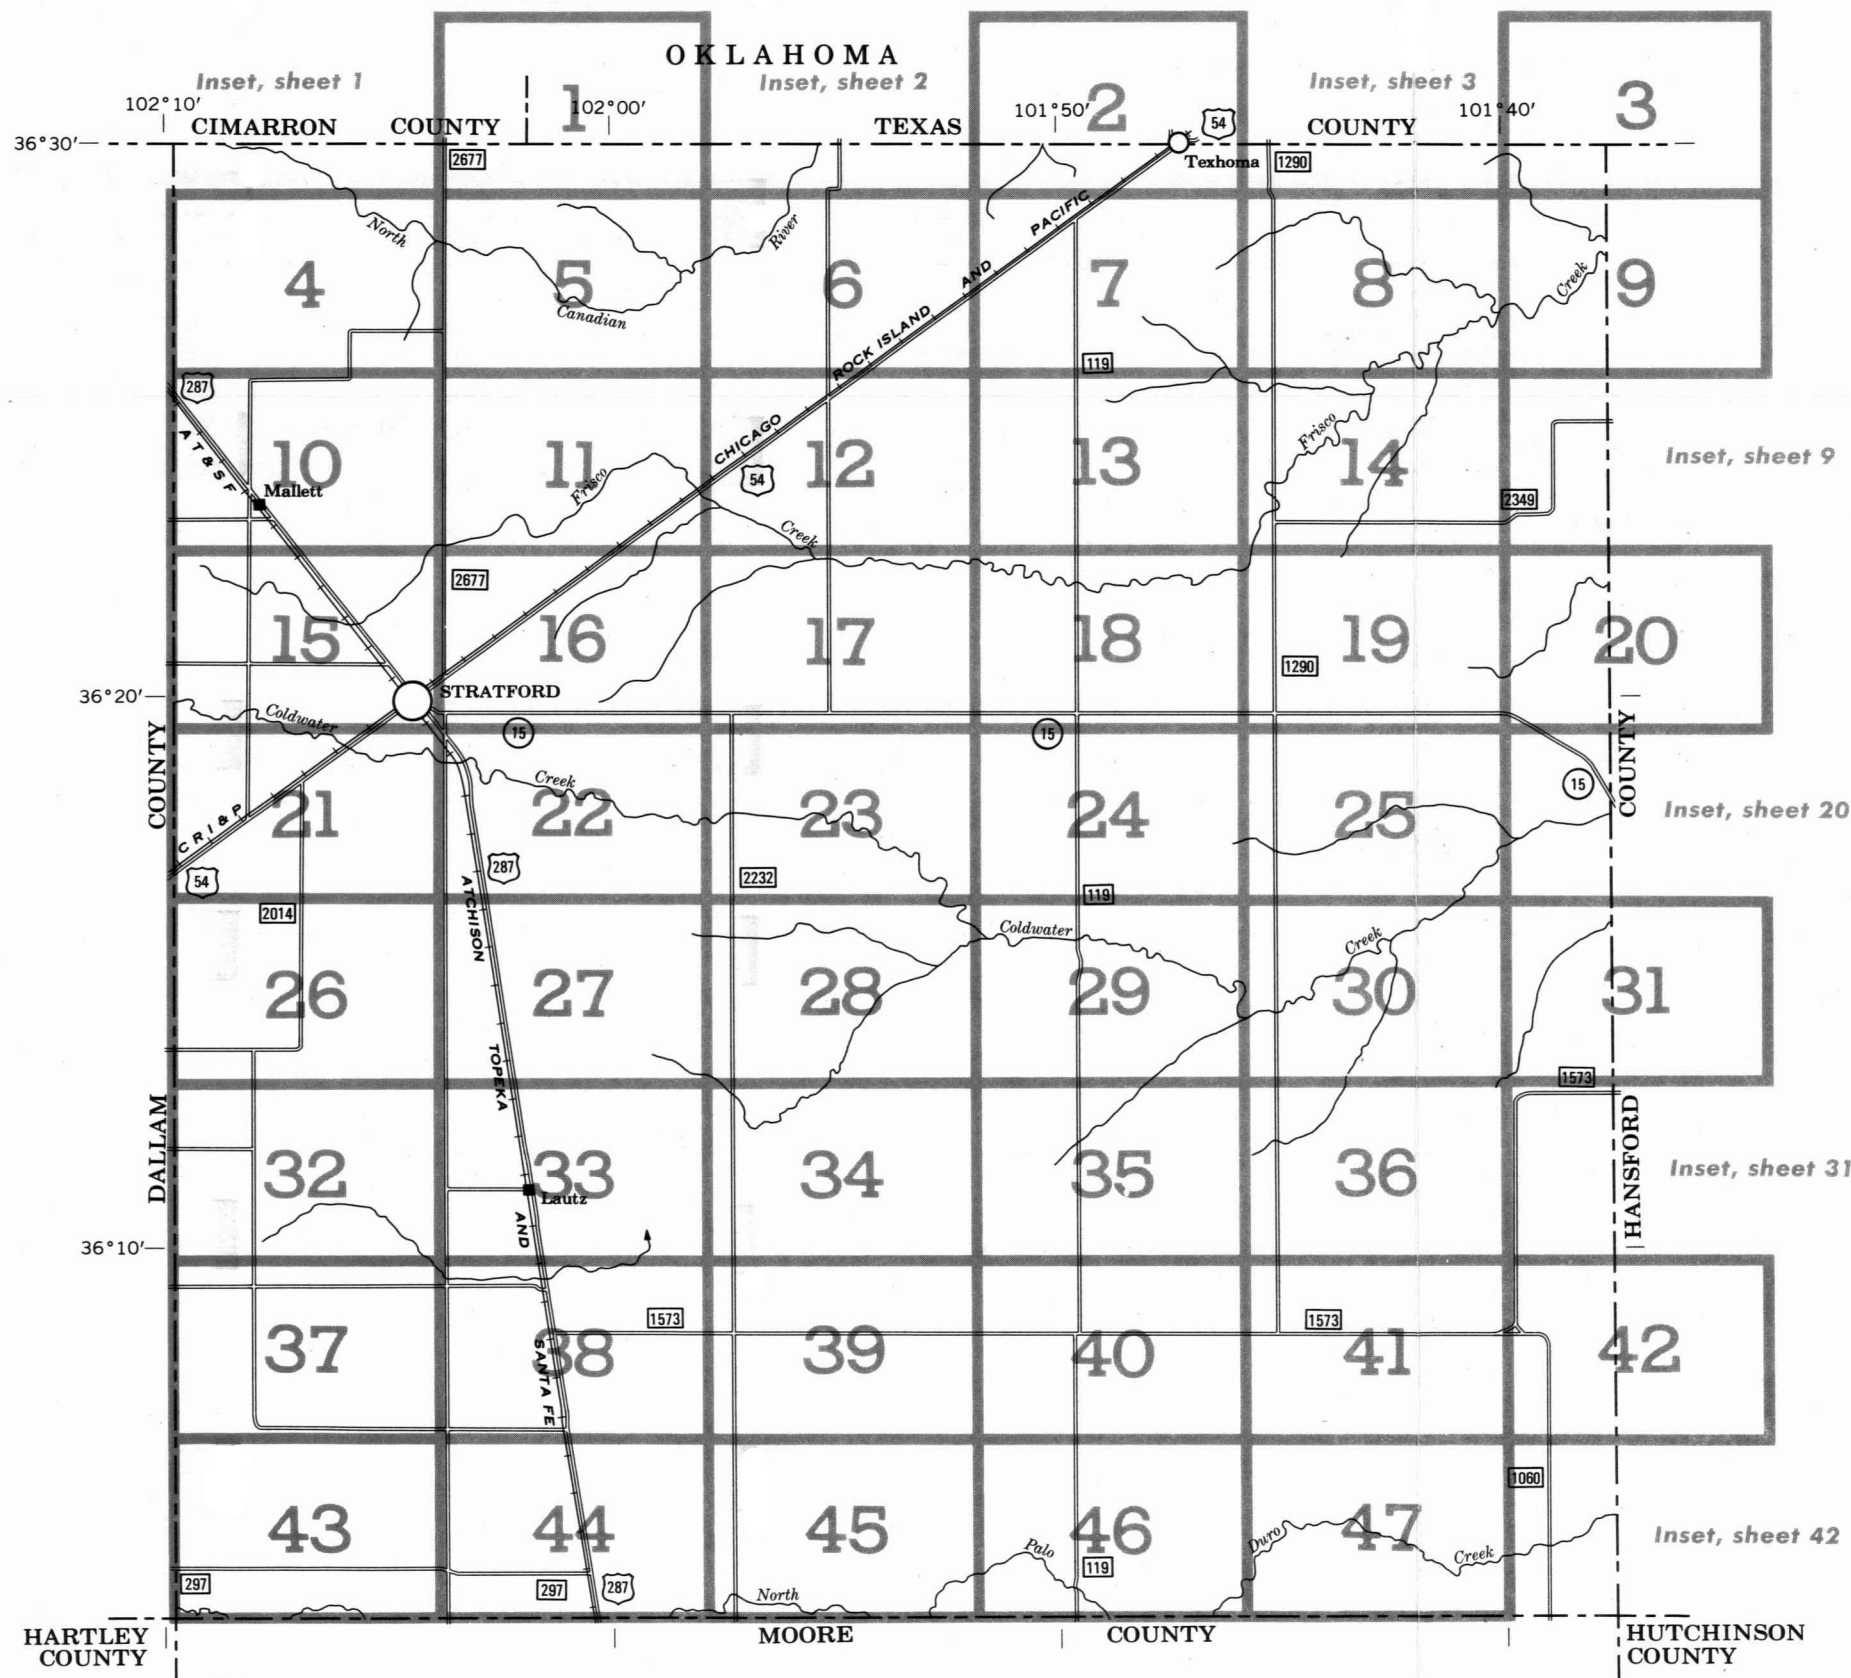 OKLAHOMA
Inset, sheet 1
Inset, sheet 2
Inset, sheet 3
1
2
3
102°10'
102°00'
101°50'
101°40'
36°30'
CIMARRON COUNTY
TEXAS COUNTY
54
Texhoma
2677
1290
North
River
Canadian
PACIFIC
AND
ROCK ISLAND
CHICAGO
Creek
4
5
6
7
8
9
287
119
AT&SF
10
11
12
13
14
Inset, sheet 9
Mallett
Frisco
54
Frisco
2349
Creek
2677
15
16
17
18
19
20
1290
36°20'
STRATFORD
Coldwater
15
15
COUNTY
COUNTY
15
Creek
CRI&P
21
22
23
24
25
Inset, sheet 20
54
287
2232
119
2014
ATCHISON
Coldwater
Creek
26
27
28
29
30
31
TOPEKA
1573
DALLAM
HANSFORD
32
33
34
35
36
Inset, sheet 31
Lautz
AND
36°10'
1573
1573
37
38
39
40
41
42
SANTA FE
1060
43
44
45
46
47
Inset, sheet 42
Palo
Duro
Creek
119
297
297
287
North
HARTLEY
COUNTY
MOORE COUNTY
HUTCHINSON
COUNTY